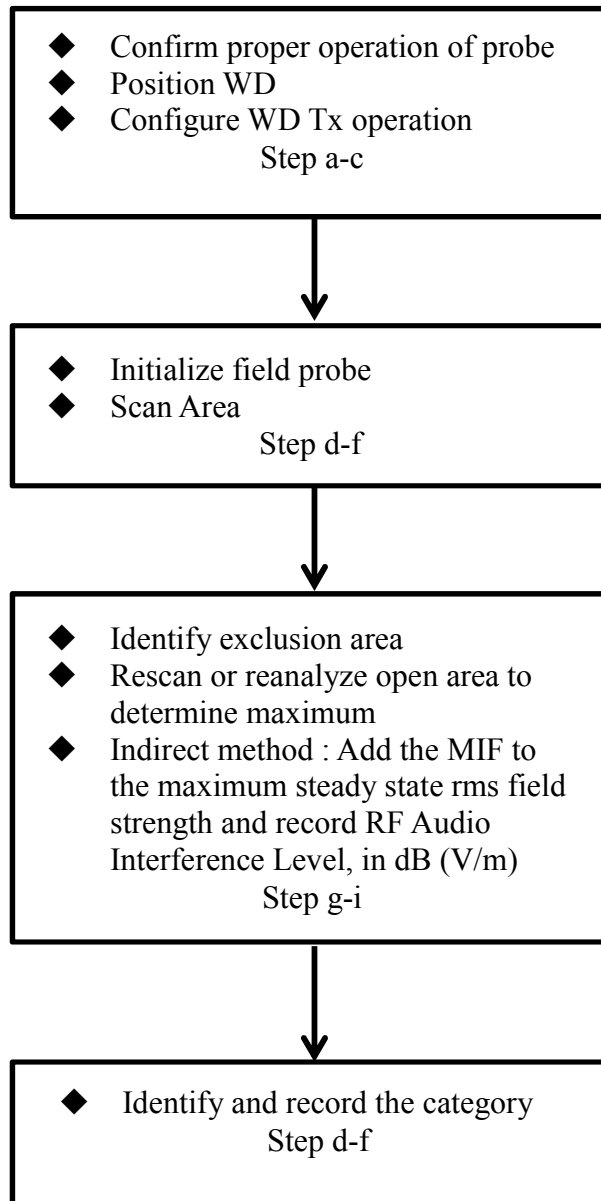 ◆ Confirm proper operation of probe
◆ Position WD
◆ Configure WD Tx operation
Step a-c
◆ Initialize field probe
◆ Scan Area
Step d-f
◆ Identify exclusion area
◆ Rescan or reanalyze open area to
determine maximum
◆ Indirect method : Add the MIF to
the maximum steady state rms field
strength and record RF Audio
Interference Level, in dB (V/m)
Step g-i
◆ Identify and record the category
Step d-f